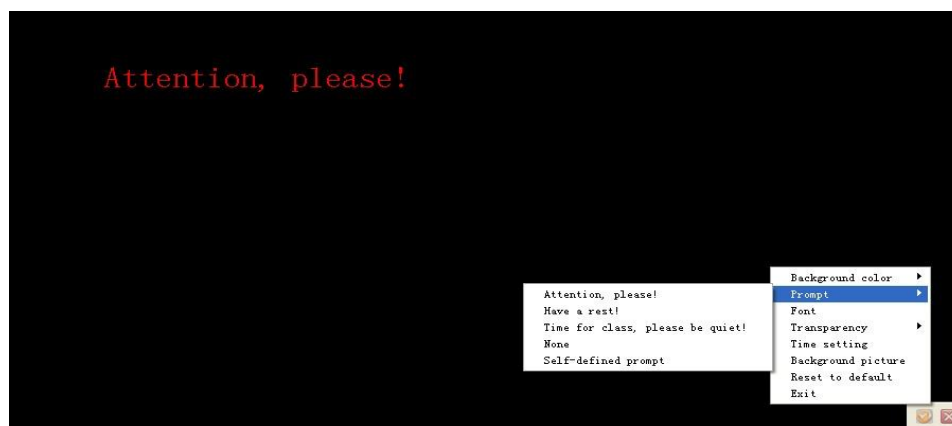 Attention, please!
Background color
Prompt
Font
Transparency
Time setting
Background picture
Reset to default
Exit
Attention, please!
Have a rest!
Time for class, please be quiet!
None
Self-defined prompt